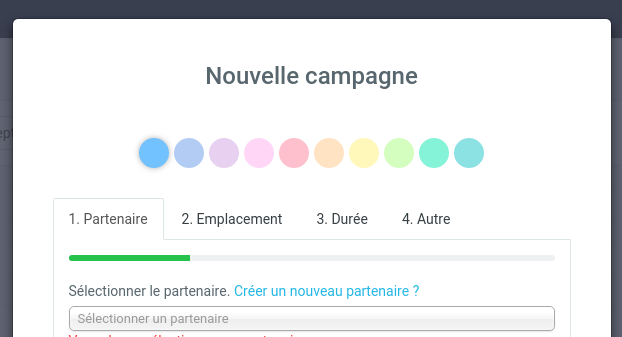 Nouvelle campagne
1. Partenaire 2. Emplacement 3. Durée 4. Autre
Sélectionner le partenaire. Créer un nouveau partenaire ?
Sélectionner un partenaire